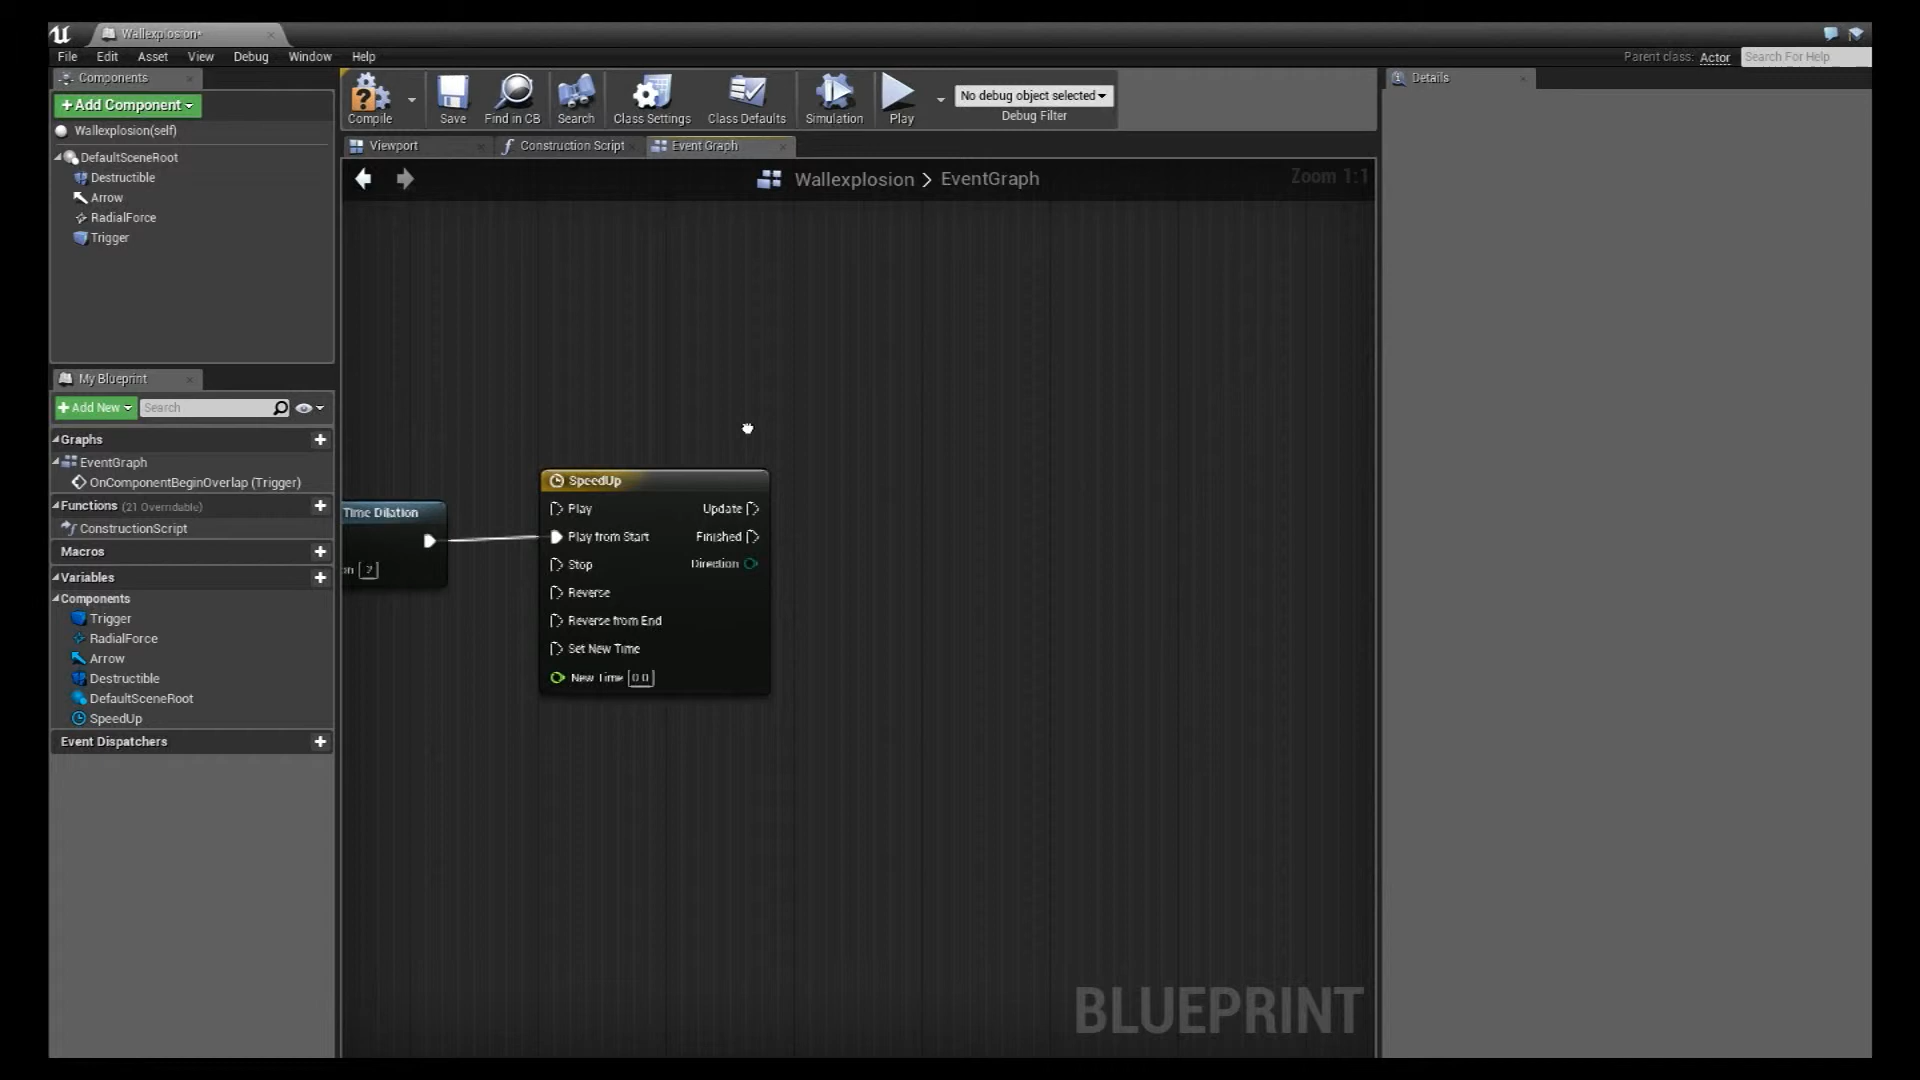 Wallexplosion*
File Edit Asset View Debug Window Help
Parent class: Actor
Search For Help
Components
+Add Component
Wallexplosion(self)
DefaultSceneRoot
Destructible
Arrow
RadialForce
Trigger
Compile
Save
Find in CB
Search
Class Settings
Class Defaults
Simulation
Play
No debug object selected
Debug Filter
Details
Viewport
Construction Script
Event Graph
Wallexplosion > EventGraph
Zoom 1:1
My Blueprint
+Add New
Search
Graphs
EventGraph
OnComponentBeginOverlap (Trigger)
Functions (21 Overridable)
ConstructionScript
Macros
Variables
Components
Trigger
RadialForce
Arrow
Destructible
DefaultSceneRoot
SpeedUp
Event Dispatchers
Time Dilation
on
SpeedUp
Play
Update
Play from Start
Finished
Stop
Direction
Reverse
Reverse from End
Set New Time
New Time 0.0
BLUEPRINT